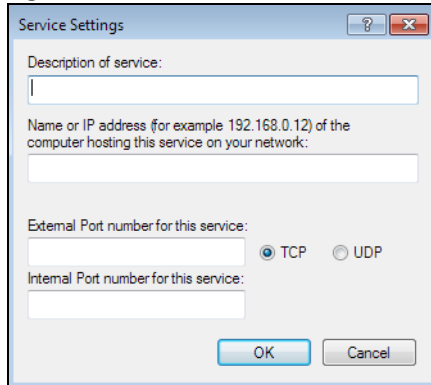 Service Settings
?
Description of service:
Name or IP address (for example 192.168.0.12) of the
computer hosting this service on your network:
External Port number for this service:
TCP UDP
Internal Port number for this service:
OK Cancel